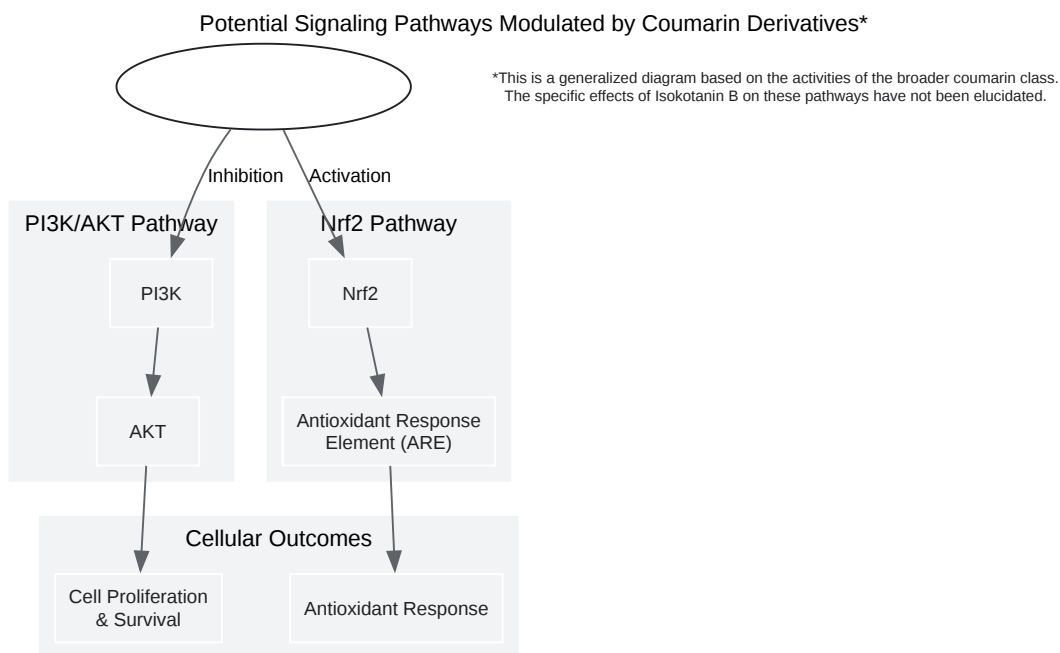 Potential Signaling Pathways Modulated by Coumarin Derivatives*
*This is a generalized diagram based on the activities of the broader coumarin class.
The specific effects of Isokotanin B on these pathways have not been elucidated.
Inhibition
Activation
PI3K/AKT Pathway
Nrf2 Pathway
PI3K
Nrf2
AKT
Antioxidant Response
Element (ARE)
Cellular Outcomes
Cell Proliferation
& Survival
Antioxidant Response